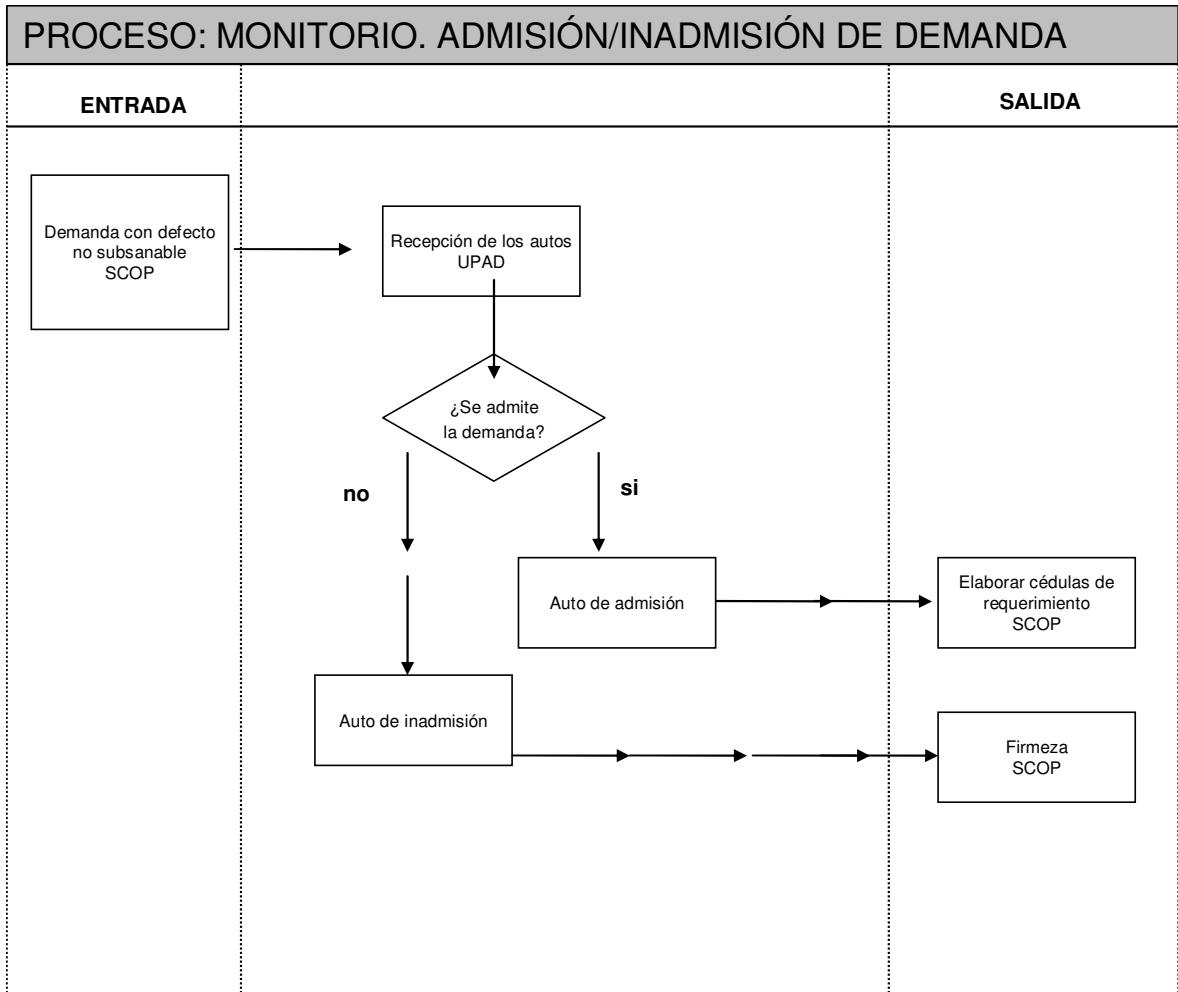 PROCESO: MONITORIO. ADMISIÓN/INADMISIÓN DE DEMANDA
ENTRADA
SALIDA
Demanda con defecto
no subsanable
SCOP
Recepción de los autos
UPAD
¿Se admite
la demanda?
no
si
Auto de admisión
Elaborar cédulas de
requerimiento
SCOP
Auto de inadmisión
Firmeza
SCOP